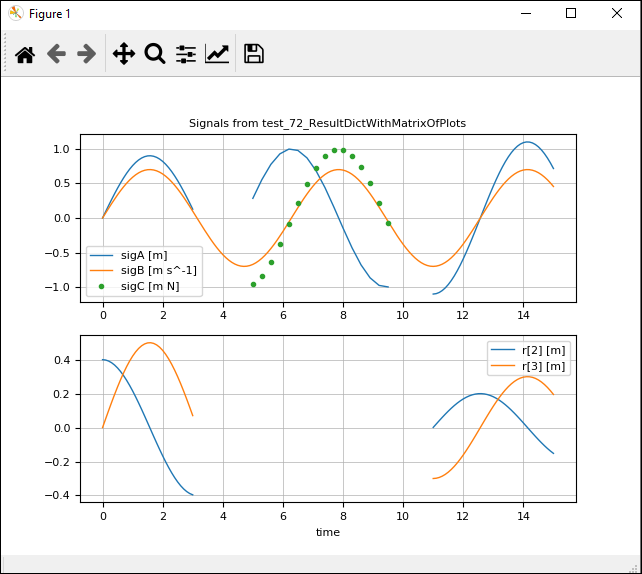 Figure 1
Signals from test_72_ResultDictWithMatrixOfPlots
1.0
0.5
0.0
−0.5
−1.0
sigA [m]
sigB [m s^-1]
sigC [m N]
0 2 4 6 8 10 12 14
0.4
0.2
0.0
−0.2
−0.4
r[2] [m]
r[3] [m]
0 2 4 6 8 10 12 14
time